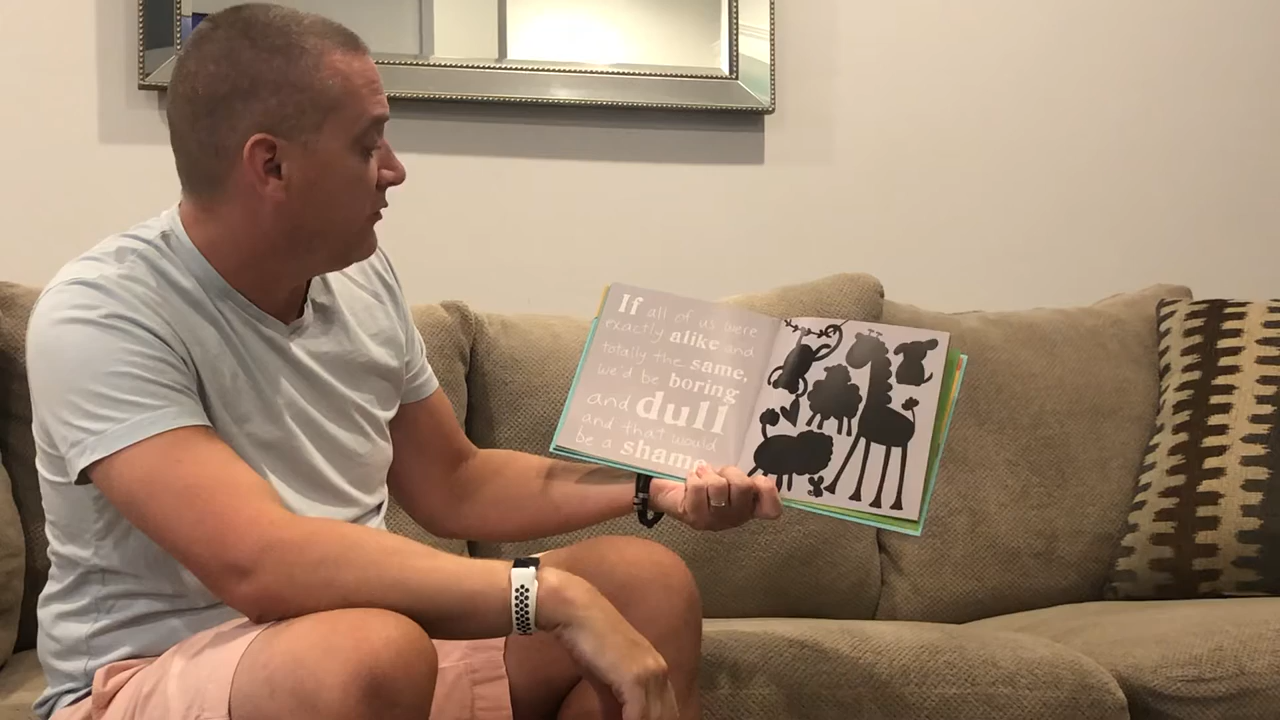 If all of us were
exactly alike and
totally the same,
we'd be boring
and dull
and that would
be a shame